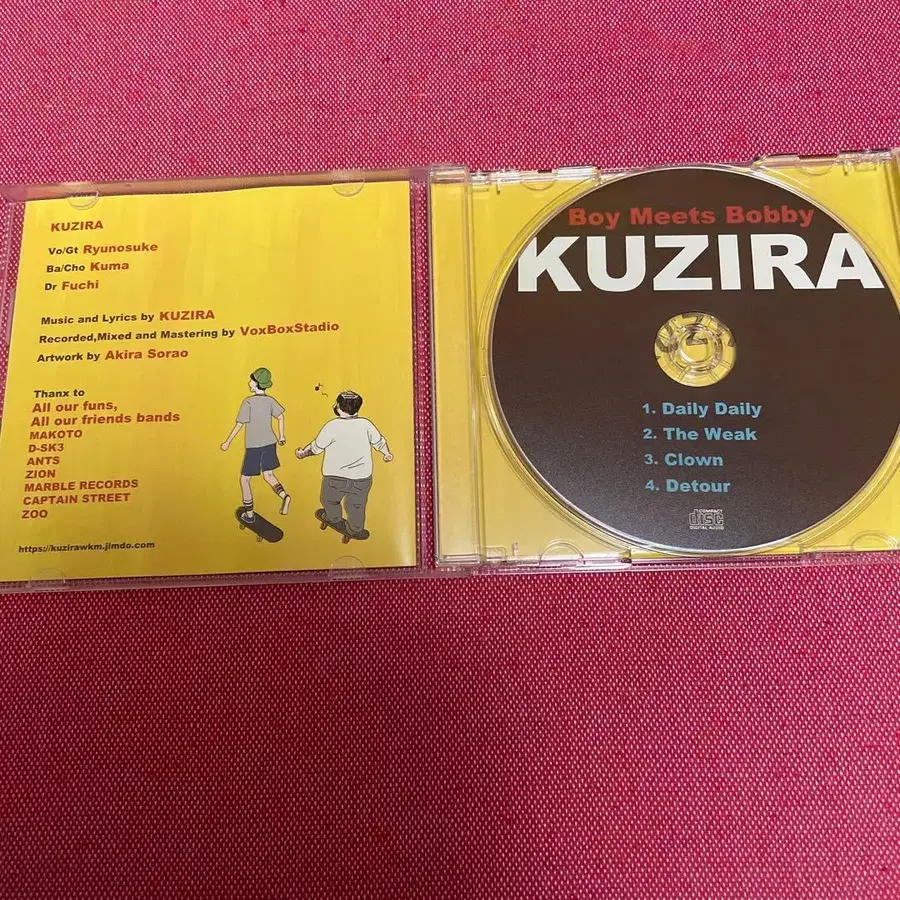 KUZIRA
Vo/Gt Ryunosuke
Ba/Cho Kuma
Dr Fuchi
Music and Lyrics by KUZIRA
Recorded,Mixed and Mastering by VoxBoxStadio
Artwork by Akira Sorao
Thanx to
All our funs,
All our friends bands
MAKOTO
D-SK3
ANTS
ZION
MARBLE RECORDS
CAPTAIN STREET
ZOO
https://kuzirawkm.jimdo.com
Boy Meets Bobby
KUZIRA
1. Daily Daily
2. The Weak
3. Clown
4. Detour
COMPACT
disc
DIGITAL AUDIO